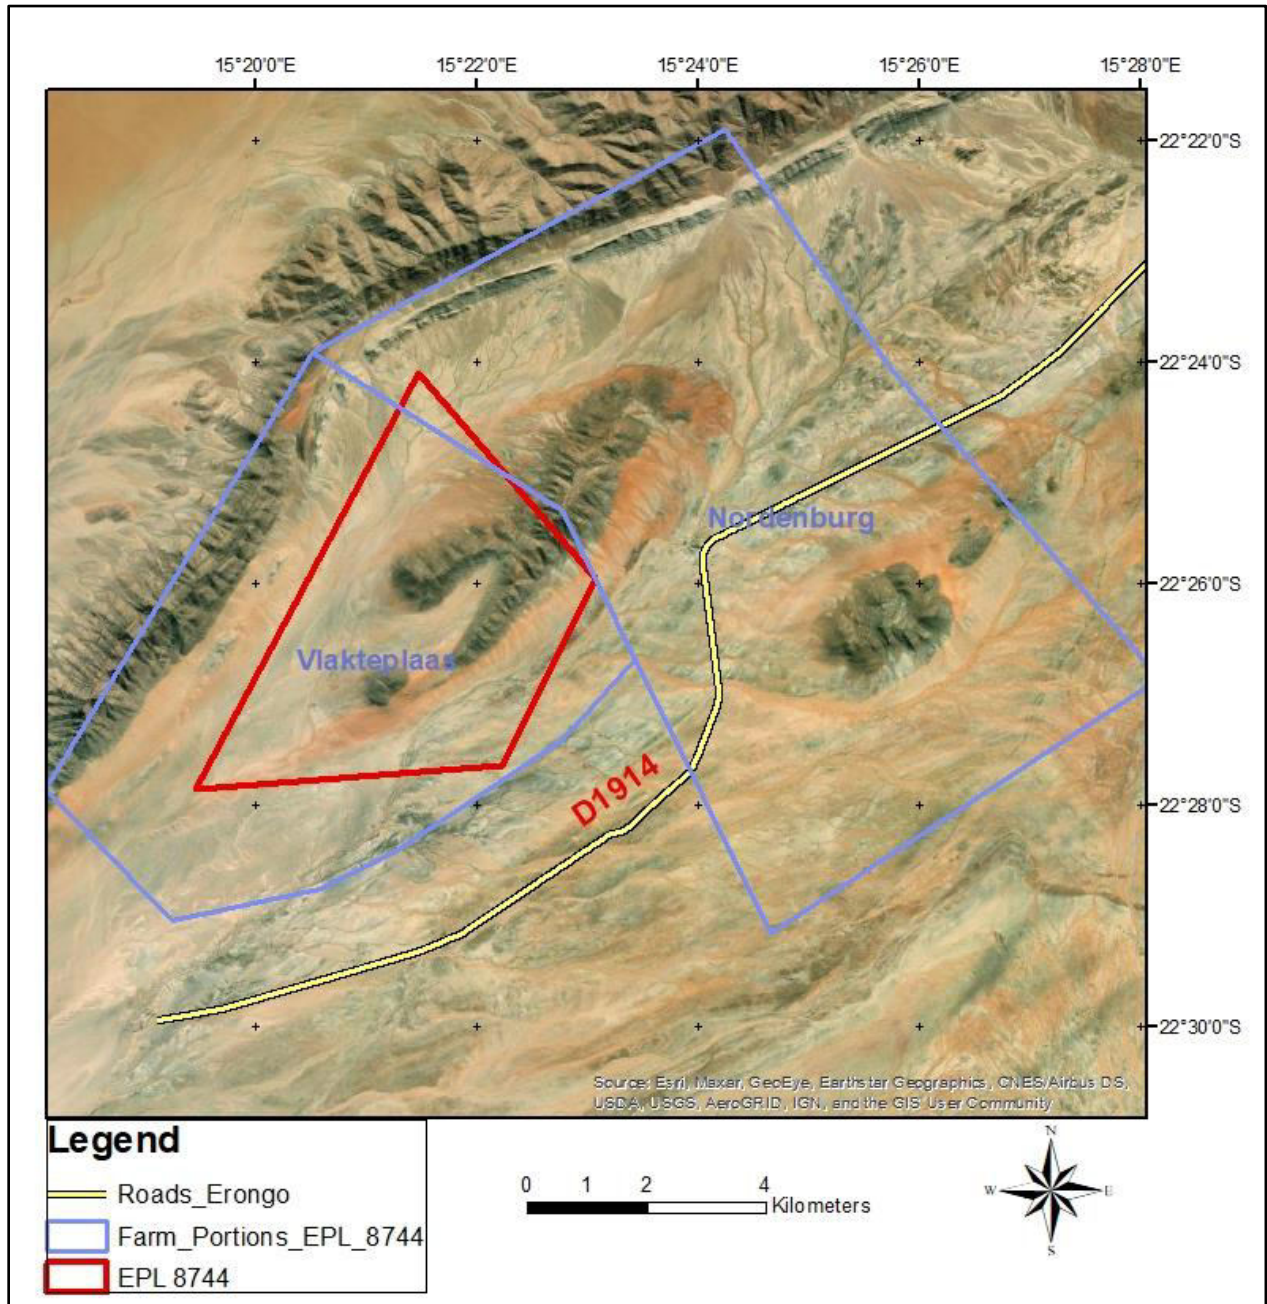 15°20'0"E 15°22'0"E 15°24'0"E 15°26'0"E 15°28'0"E
22°22'0"S
22°24'0"S
Nordenburg
22°26'0"S
Vlakteplaas
D1914
22°28'0"S
22°30'0"S
Source: Esri, Maxar, GeoEye, Earthstar Geographics, CNES/Airbus DS,
USDA, USGS, AeroGRID, IGN, and the GIS User Community
Legend
Roads_Erongo
Farm_Portions_EPL_8744
EPL 8744
0 1 2 4
Kilometers
N
W E
S